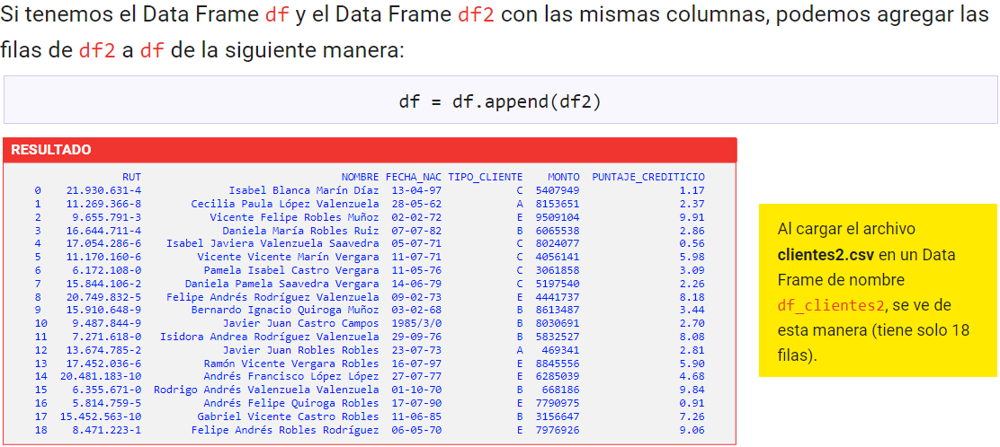 Si tenemos el Data Frame df y el Data Frame df2 con las mismas columnas, podemos agregar las
filas de df2 a df de la siguiente manera:
df = df.append(df2)
RESULTADO
RUT NOMBRE FECHA_NAC TIPO_CLIENTE MONTO PUNTAJE_CREDITICIO
0 21.930.631-4 Isabel Blanca Marín Díaz 13-04-97 C 5407949 1.17
1 11.269.366-8 Cecilia Paula López Valenzuela 28-05-62 A 8153651 2.37
2 9.655.791-3 Vicente Felipe Robles Muñoz 02-02-72 E 9509104 9.91
3 16.644.711-4 Daniela María Robles Ruiz 07-07-82 B 6065538 2.86
4 17.054.286-6 Isabel Javiera Valenzuela Saavedra 05-07-71 C 8024077 0.56
5 11.170.160-6 Vicente Vicente Marín Vergara 11-07-71 C 4056141 5.98
6 6.172.108-0 Pamela Isabel Castro Vergara 11-05-76 C 3061858 3.09
7 15.844.106-2 Daniela Pamela Saavedra Vergara 14-06-79 C 5197540 2.26
8 20.749.832-5 Felipe Andrés Rodríguez Valenzuela 09-02-73 E 4441737 8.18
9 15.910.648-9 Bernardo Ignacio Quiroga Muñoz 03-02-68 B 8613487 3.44
10 9.487.844-9 Javier Juan Castro Campos 1985/3/0 B 8030691 2.70
11 7.271.618-0 Isidora Andrea Rodríguez Valenzuela 29-09-76 B 5832527 8.08
12 13.674.785-2 Javier Juan Robles Robles 23-07-73 A 469341 2.81
13 17.452.036-6 Ramón Vicente Vergara Robles 16-07-97 E 8845556 5.90
14 20.481.183-10 Andrés Francisco López López 27-07-77 E 6285039 4.68
15 6.355.671-0 Rodrigo Andrés Valenzuela Valenzuela 01-10-70 B 668186 9.84
16 5.814.759-5 Andrés Felipe Quiroga Robles 17-07-90 E 7790975 0.91
17 15.452.563-10 Gabriel Vicente Castro Robles 11-06-85 B 3156647 7.26
18 8.471.223-1 Felipe Andrés Robles Rodríguez 06-05-70 E 7976926 9.06
Al cargar el archivo
clientes2.csv en un Data
Frame de nombre
df_clientes2, se ve de
esta manera (tiene solo 18
filas).